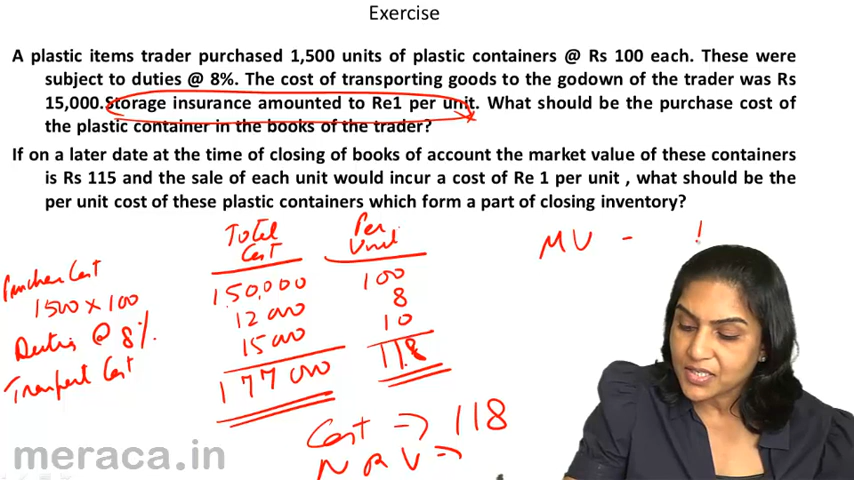 Exercise
A plastic items trader purchased 1,500 units of plastic containers @ Rs 100 each. These were
subject to duties @ 8%. The cost of transporting goods to the godown of the trader was Rs
15,000.Storage insurance amounted to Re1 per unit. What should be the purchase cost of
the plastic container in the books of the trader?
If on a later date at the time of closing of books of account the market value of these containers
is Rs 115 and the sale of each unit would incur a cost of Re 1 per unit , what should be the
per unit cost of these plastic containers which form a part of closing inventory?
Total Cost
Per Unit
MV -
Purchase Cost
1500 x 100
150,000 100
Duties @ 8%.
12000 8
Transport Cost
15000 10
177000 118
Cost → 118
NRV →
meraca.in